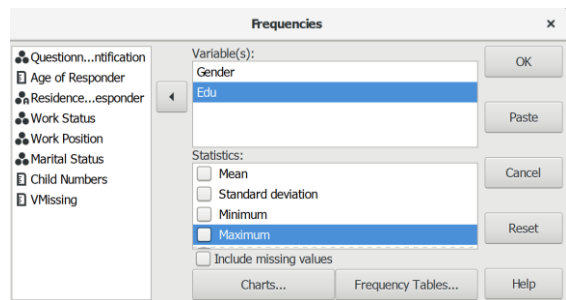 Frequencies
Questionn...ntification
Age of Responder
Residence...esponder
Work Status
Work Position
Marital Status
Child Numbers
VMissing
Variable(s):
Gender
Edu
Statistics:
Mean
Standard deviation
Minimum
Maximum
Include missing values
Charts...
Frequency Tables...
OK
Paste
Cancel
Reset
Help